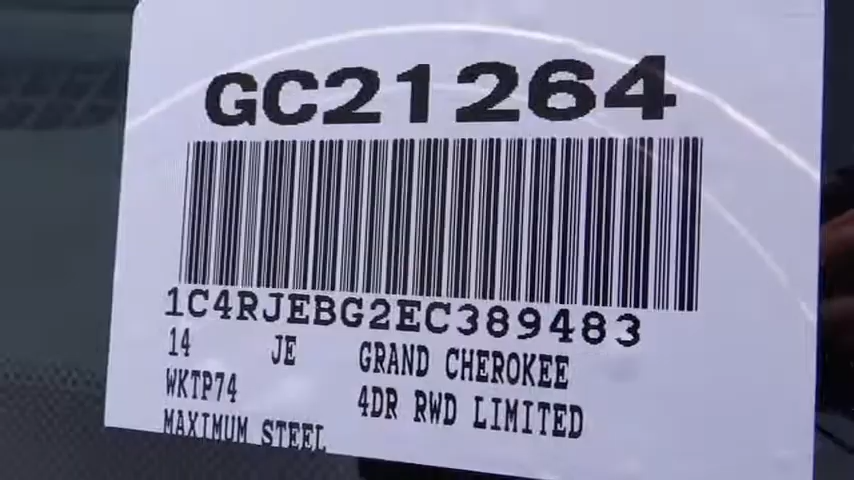 GC21264
1C4RJEBG2EC389483
14 JE GRAND CHEROKEE
WKTP74 4DR RWD LIMITED
MAXIMUM STEEL